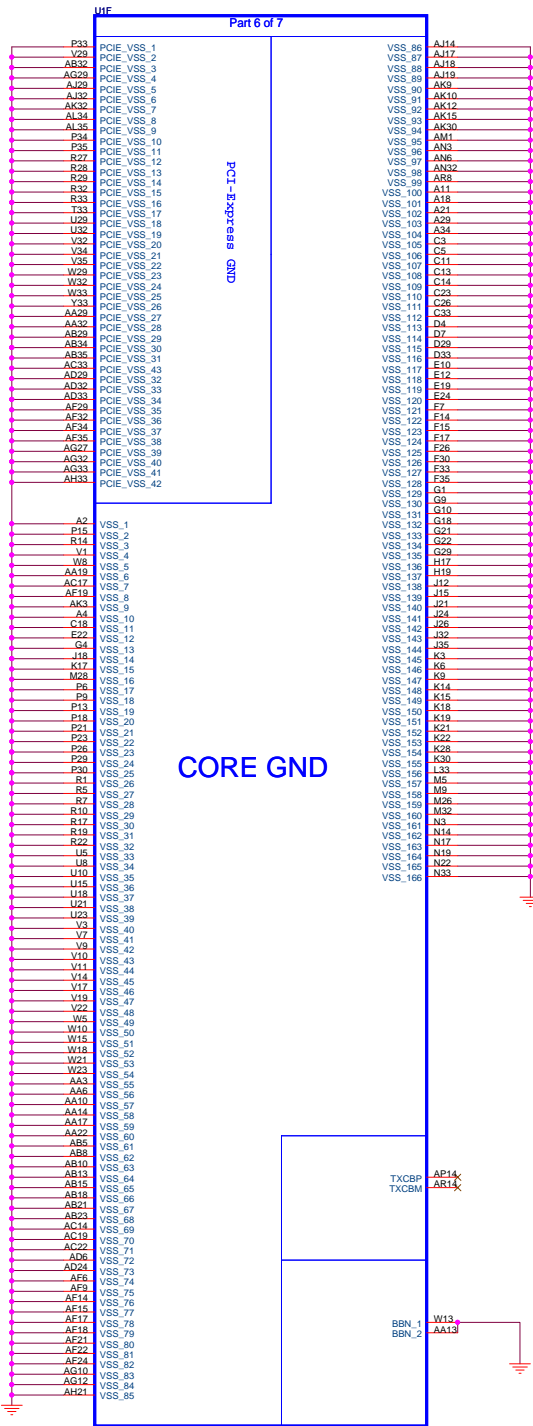 U1F
Part 6 of 7
P33 PCIE_VSS_1
V29 PCIE_VSS_2
AB32 PCIE_VSS_3
AG29 PCIE_VSS_4
AJ29 PCIE_VSS_5
AJ32 PCIE_VSS_6
AK32 PCIE_VSS_7
AL34 PCIE_VSS_8
AL35 PCIE_VSS_9
P34 PCIE_VSS_10
P35 PCIE_VSS_11
R27 PCIE_VSS_12
R28 PCIE_VSS_13
R29 PCIE_VSS_14
R32 PCIE_VSS_15
R33 PCIE_VSS_16
T33 PCIE_VSS_17
U29 PCIE_VSS_18
U32 PCIE_VSS_19
V32 PCIE_VSS_20
V34 PCIE_VSS_21
V35 PCIE_VSS_22
W29 PCIE_VSS_23
W32 PCIE_VSS_24
W33 PCIE_VSS_25
Y33 PCIE_VSS_26
AA29 PCIE_VSS_27
AA32 PCIE_VSS_28
AB29 PCIE_VSS_29
AB34 PCIE_VSS_30
AB35 PCIE_VSS_31
AC33 PCIE_VSS_43
AD29 PCIE_VSS_32
AD32 PCIE_VSS_33
AD33 PCIE_VSS_34
AF29 PCIE_VSS_35
AF32 PCIE_VSS_36
AF34 PCIE_VSS_37
AF35 PCIE_VSS_38
AG27 PCIE_VSS_39
AG32 PCIE_VSS_40
AG33 PCIE_VSS_41
AH33 PCIE_VSS_42
PCI-Express GND
A2 VSS_1
P15 VSS_2
R14 VSS_3
V1 VSS_4
W8 VSS_5
AA19 VSS_6
AC17 VSS_7
AF19 VSS_8
AK3 VSS_9
A4 VSS_10
C18 VSS_11
E22 VSS_12
G4 VSS_13
J18 VSS_14
K17 VSS_15
M28 VSS_16
P6 VSS_17
P9 VSS_18
P13 VSS_19
P18 VSS_20
P21 VSS_21
P23 VSS_22
P26 VSS_23
P29 VSS_24
P30 VSS_25
R1 VSS_26
R5 VSS_27
R7 VSS_28
R10 VSS_29
R17 VSS_30
R19 VSS_31
R22 VSS_32
U5 VSS_33
U8 VSS_34
U10 VSS_35
U15 VSS_36
U18 VSS_37
U21 VSS_38
U23 VSS_39
V3 VSS_40
V7 VSS_41
V9 VSS_42
V10 VSS_43
V11 VSS_44
V14 VSS_45
V17 VSS_46
V19 VSS_47
V22 VSS_48
W5 VSS_49
W10 VSS_50
W15 VSS_51
W18 VSS_52
W21 VSS_53
W23 VSS_54
AA3 VSS_55
AA6 VSS_56
AA10 VSS_57
AA14 VSS_58
AA17 VSS_59
AA22 VSS_60
AB5 VSS_61
AB8 VSS_62
AB10 VSS_63
AB13 VSS_64
AB15 VSS_65
AB18 VSS_66
AB21 VSS_67
AB23 VSS_68
AC14 VSS_69
AC19 VSS_70
AC22 VSS_71
AD6 VSS_72
AD24 VSS_73
AF6 VSS_74
AF9 VSS_75
AF14 VSS_76
AF15 VSS_77
AF17 VSS_78
AF18 VSS_79
AF21 VSS_80
AF22 VSS_81
AF24 VSS_82
AG10 VSS_83
AG12 VSS_84
AH21 VSS_85
CORE GND
VSS_86 AJ14
VSS_87 AJ17
VSS_88 AJ18
VSS_89 AJ19
VSS_90 AK9
VSS_91 AK10
VSS_92 AK12
VSS_93 AK15
VSS_94 AK30
VSS_95 AM1
VSS_96 AN3
VSS_97 AN6
VSS_98 AN32
VSS_99 AR8
VSS_100 A11
VSS_101 A18
VSS_102 A21
VSS_103 A29
VSS_104 A34
VSS_105 C3
VSS_106 C5
VSS_107 C11
VSS_108 C13
VSS_109 C14
VSS_110 C23
VSS_111 C26
VSS_112 C33
VSS_113 D4
VSS_114 D7
VSS_115 D29
VSS_116 D33
VSS_117 E10
VSS_118 E12
VSS_119 E19
VSS_120 E24
VSS_121 F7
VSS_122 F14
VSS_123 F15
VSS_124 F17
VSS_125 F26
VSS_126 F30
VSS_127 F33
VSS_128 F35
VSS_129 G1
VSS_130 G9
VSS_131 G10
VSS_132 G18
VSS_133 G21
VSS_134 G22
VSS_135 G29
VSS_136 H17
VSS_137 H19
VSS_138 J12
VSS_139 J15
VSS_140 J21
VSS_141 J24
VSS_142 J26
VSS_143 J32
VSS_144 J35
VSS_145 K3
VSS_146 K6
VSS_147 K9
VSS_148 K14
VSS_149 K15
VSS_150 K18
VSS_151 K19
VSS_152 K21
VSS_153 K22
VSS_154 K28
VSS_155 K30
VSS_156 L33
VSS_157 M5
VSS_158 M9
VSS_159 M26
VSS_160 M32
VSS_161 N3
VSS_162 N14
VSS_163 N17
VSS_164 N19
VSS_165 N22
VSS_166 N33
TXCBP AP14
TXCBM AR14
BBN_1 W13
BBN_2 AA13